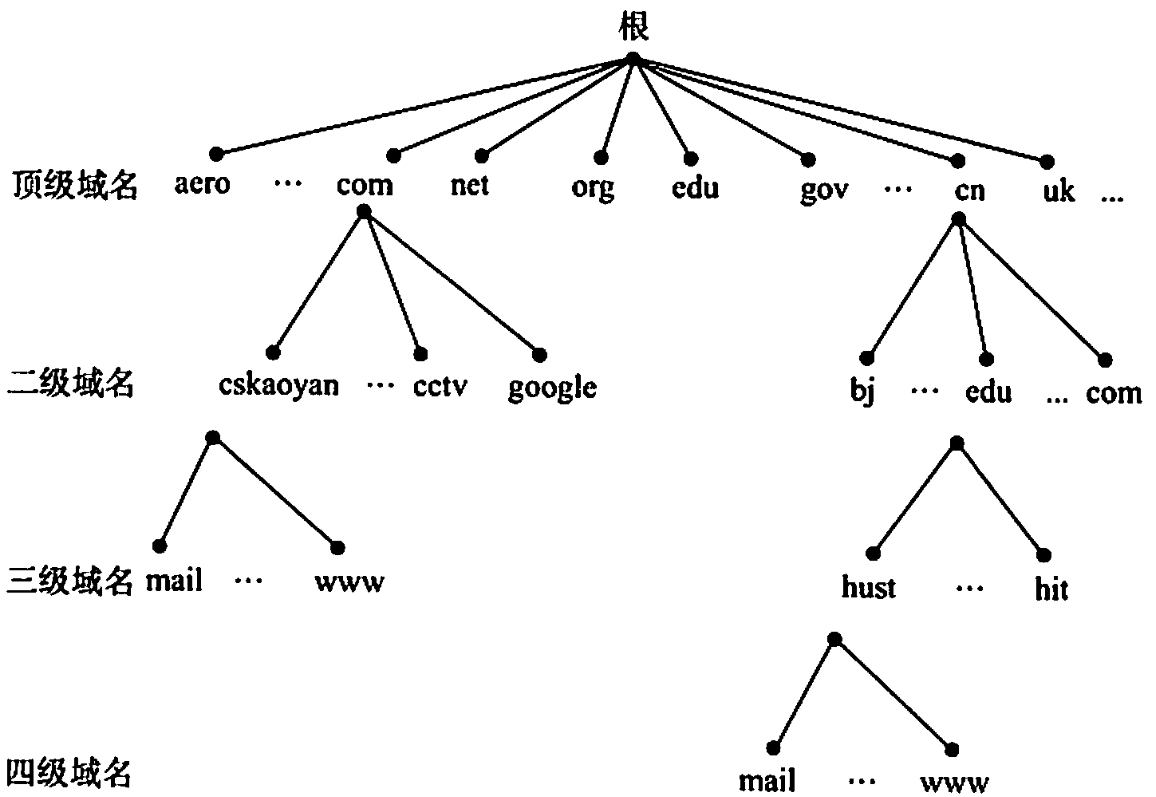 根
顶级域名 aero ··· com net org edu gov ··· cn uk ...
二级域名 cskaoyan ··· cctv google bj ··· edu ... com
三级域名 mail ··· www hust ··· hit
四级域名 mail ··· www